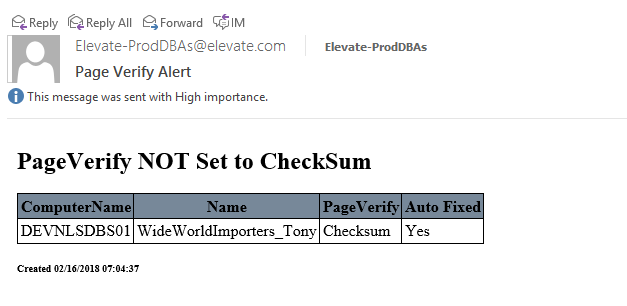 Reply Reply All Forward IM
Elevate-ProdDBAs@elevate.com Elevate-ProdDBAs
Page Verify Alert
This message was sent with High importance.
PageVerify NOT Set to CheckSum
ComputerName Name PageVerify Auto Fixed
DEVNLSDBS01 WideWorldImporters_Tony Checksum Yes
Created 02/16/2018 07:04:37